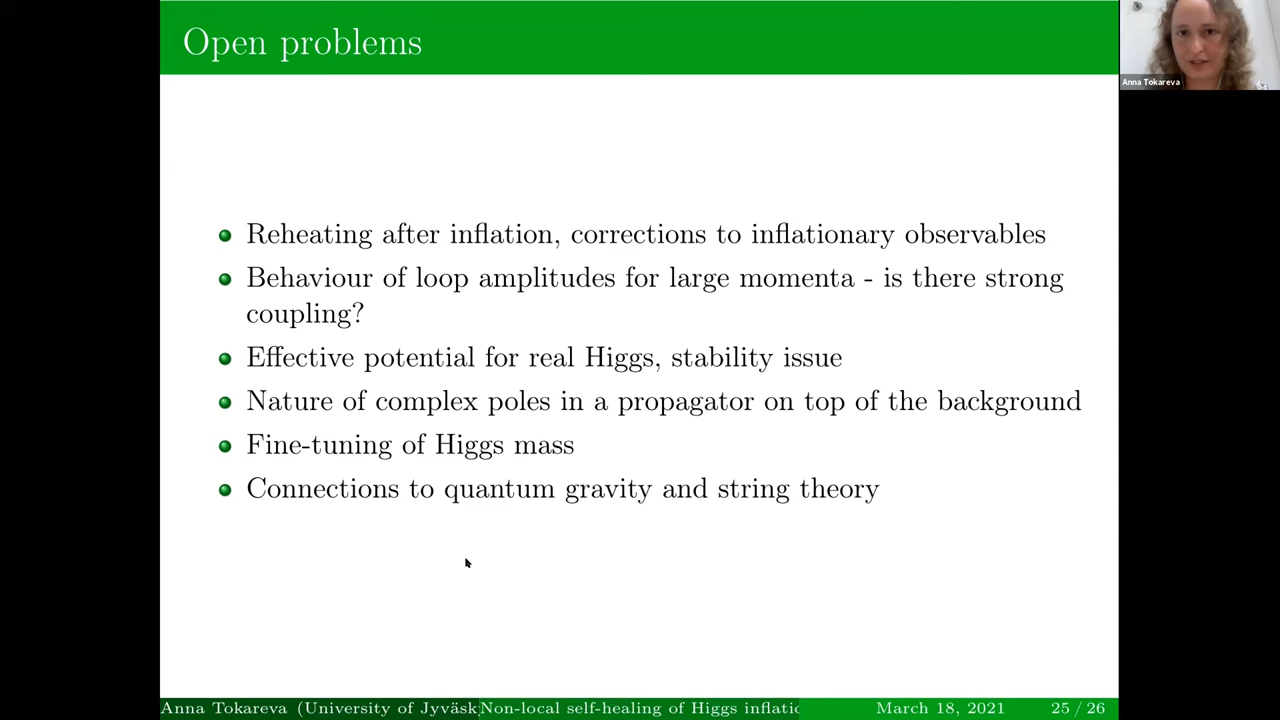 Open problems
Anna Tokareva
Reheating after inflation, corrections to inflationary observables
Behaviour of loop amplitudes for large momenta - is there strong
coupling?
Effective potential for real Higgs, stability issue
Nature of complex poles in a propagator on top of the background
Fine-tuning of Higgs mass
Connections to quantum gravity and string theory
Anna Tokareva (University of Jyväsk Non-local self-healing of Higgs inflatio March 18, 2021 25 / 26